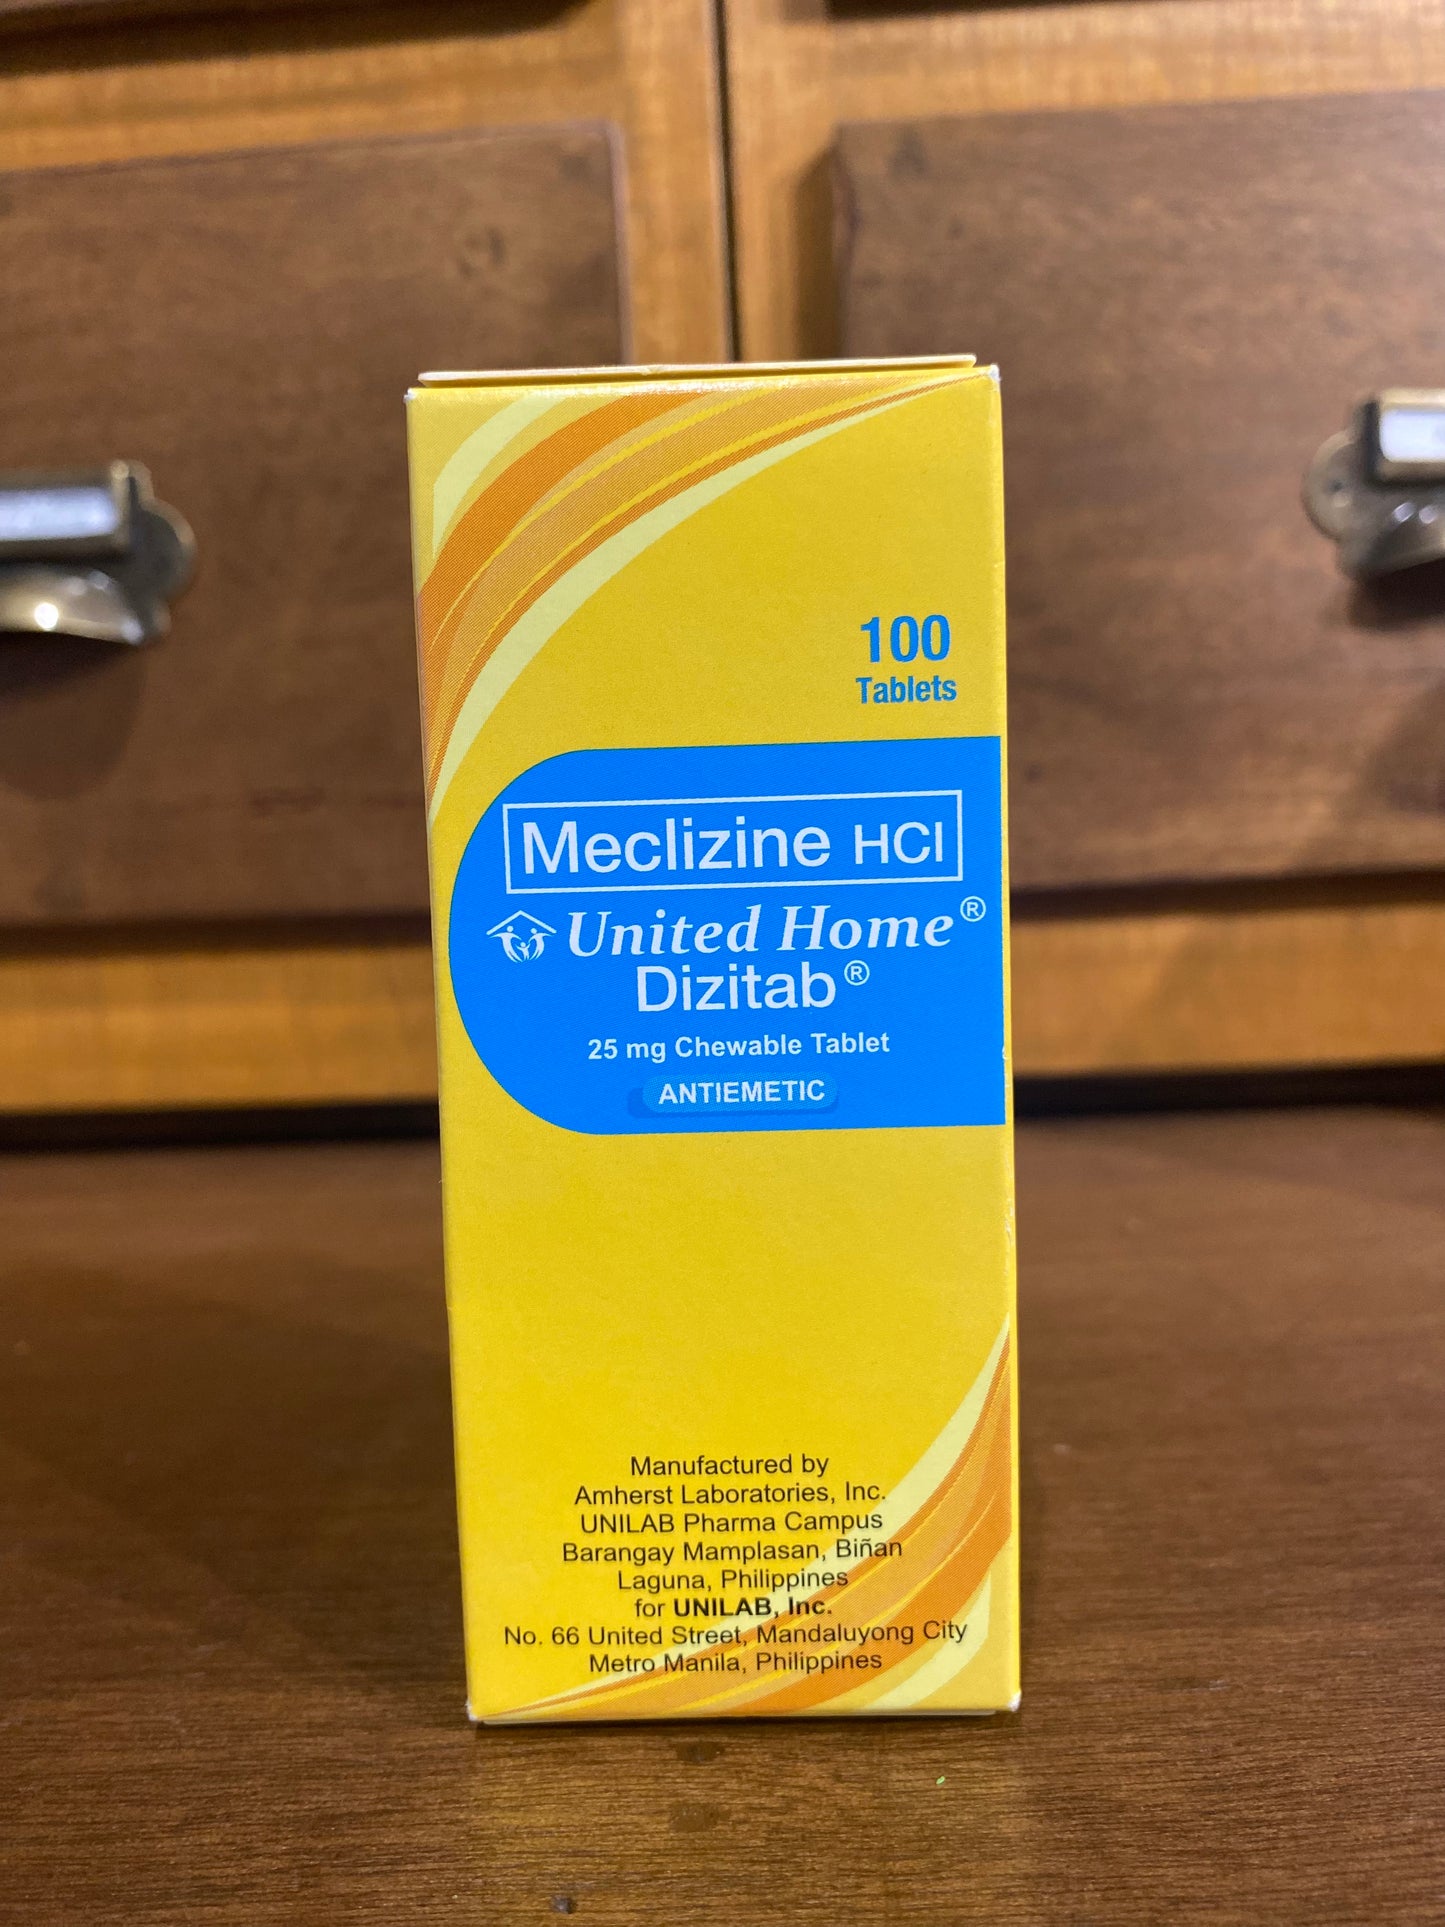 100
Tablets
Meclizine HCl
United Home®
Dizitab®
25 mg Chewable Tablet
ANTIEMETIC
Manufactured by
Amherst Laboratories, Inc.
UNILAB Pharma Campus
Barangay Mamplasan, Biñan
Laguna, Philippines
for UNILAB, Inc.
No. 66 United Street, Mandaluyong City
Metro Manila, Philippines